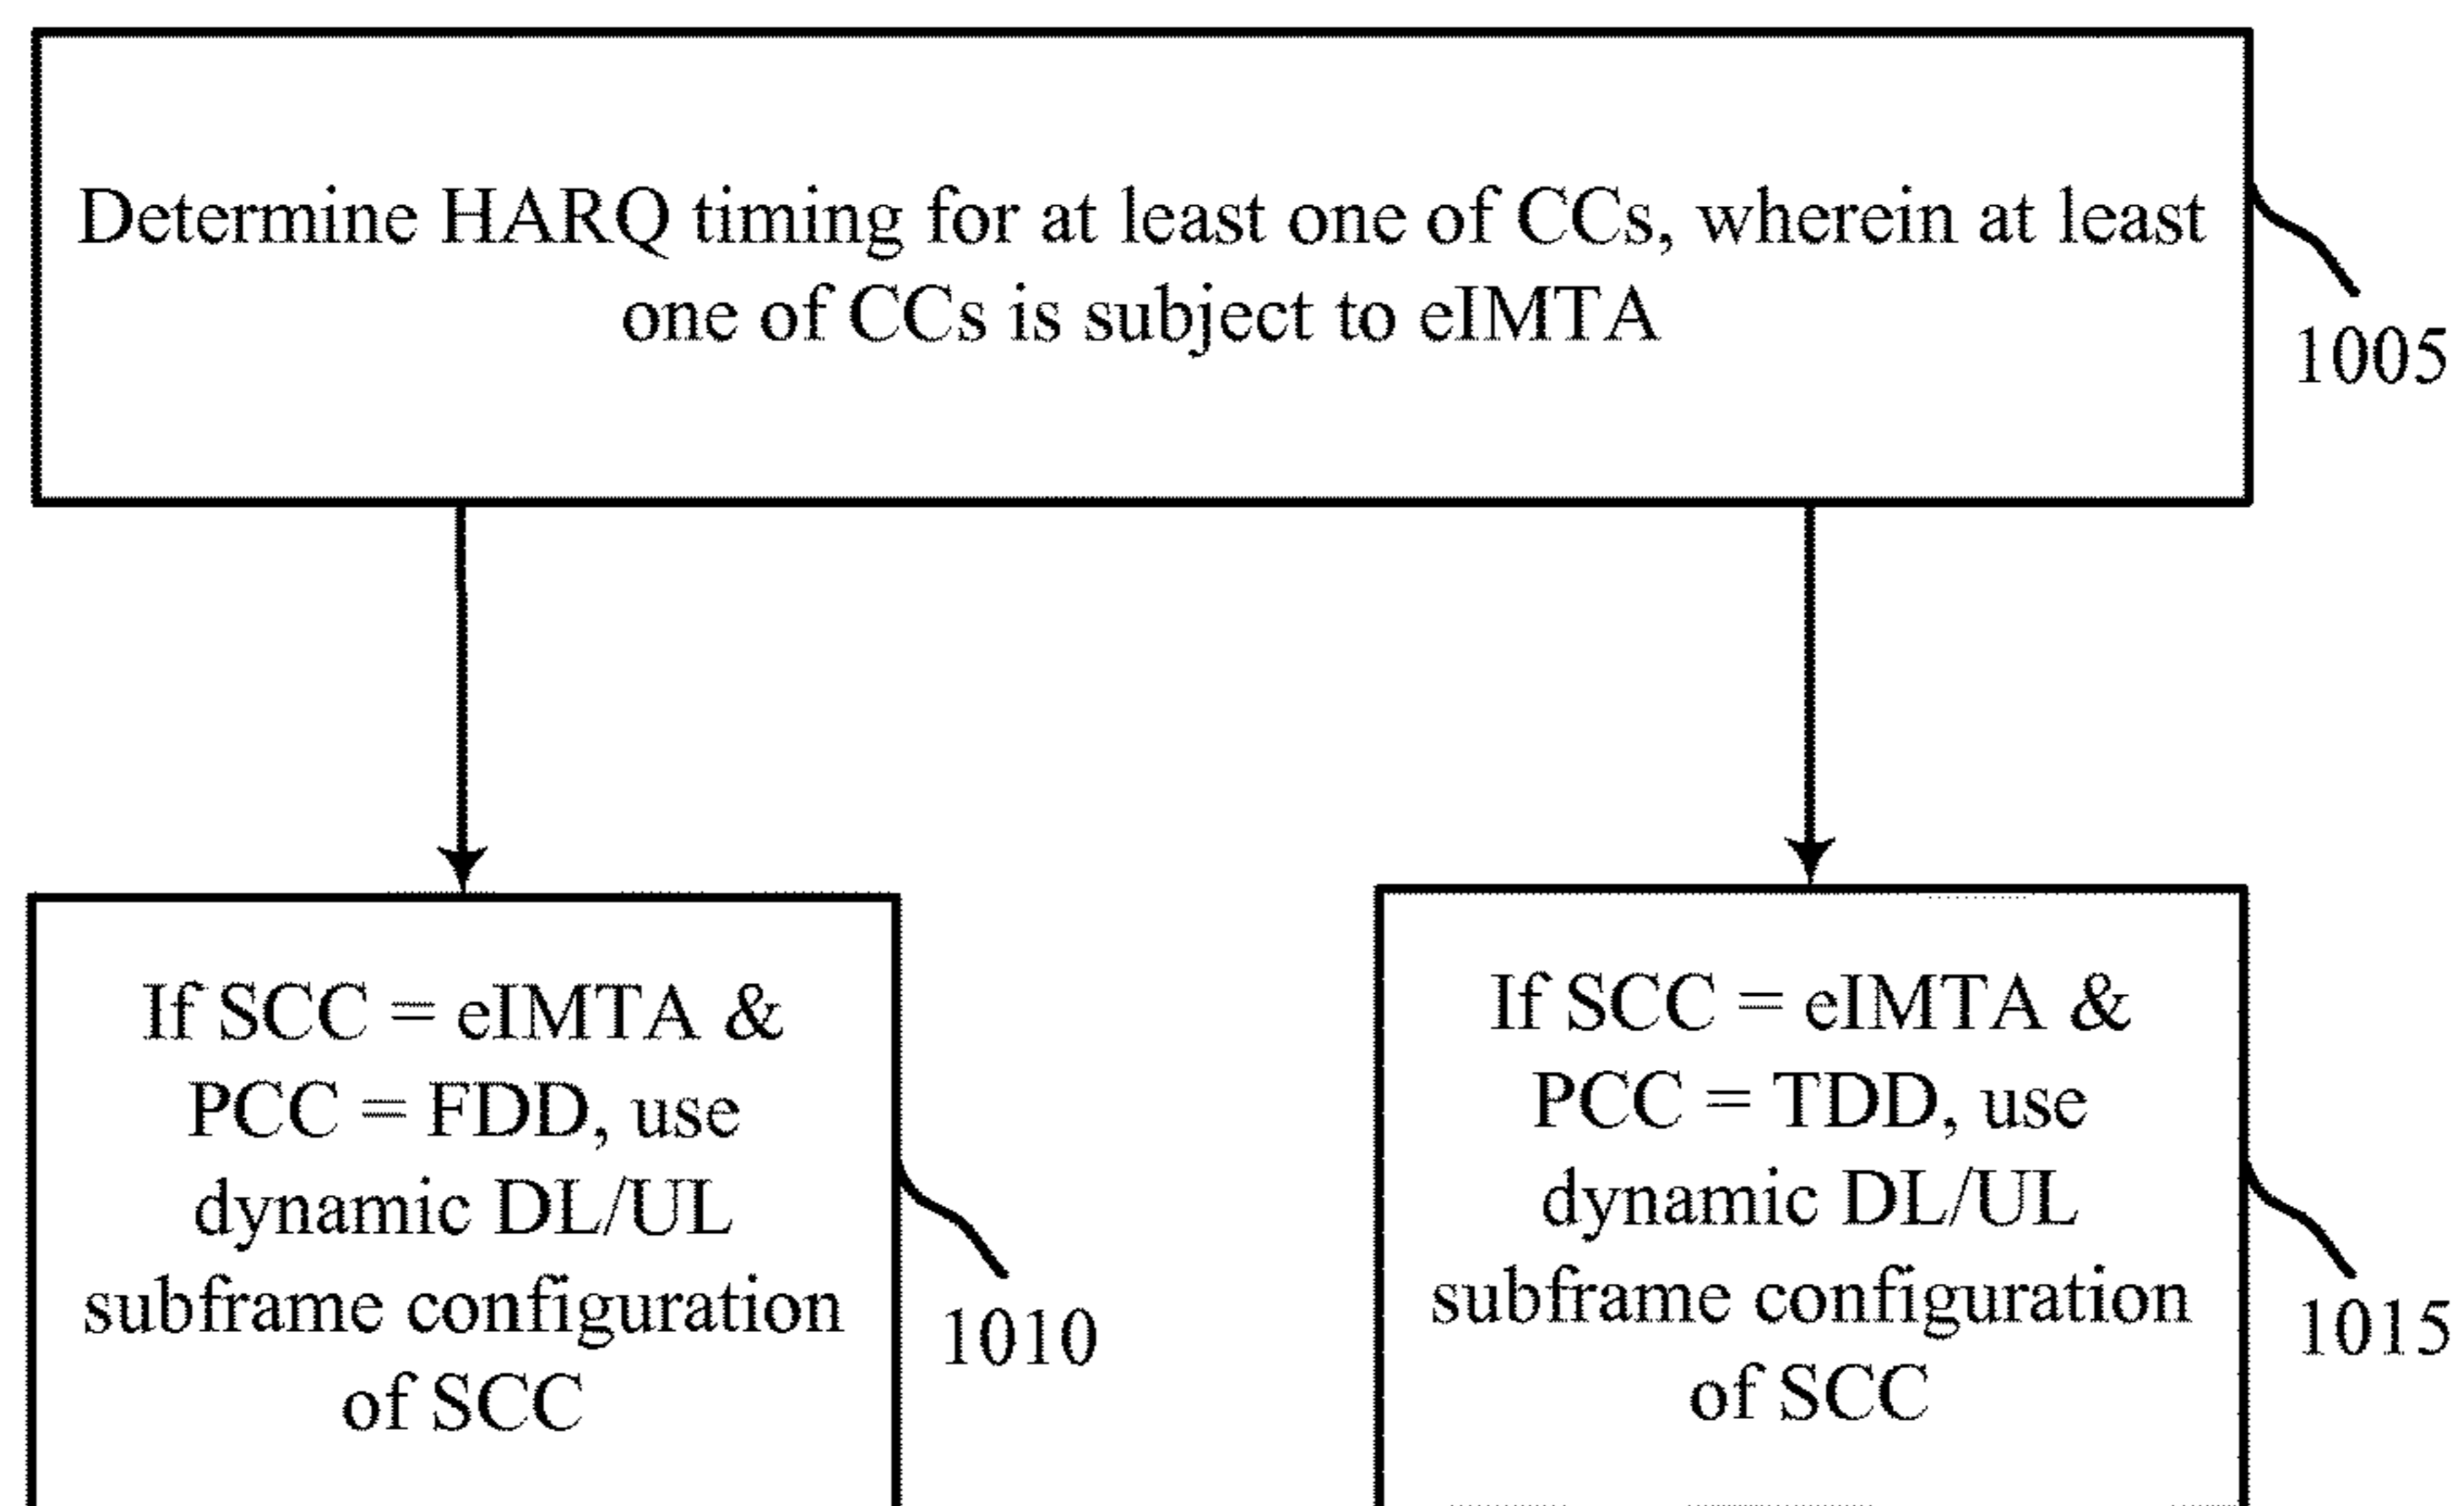 Determine HARQ timing for at least one of CCs, wherein at least
one of CCs is subject to eIMTA
1005
If SCC = eIMTA &
PCC = FDD, use
dynamic DL/UL
subframe configuration
of SCC
1010
If SCC = eIMTA &
PCC = TDD, use
dynamic DL/UL
subframe configuration
of SCC
1015